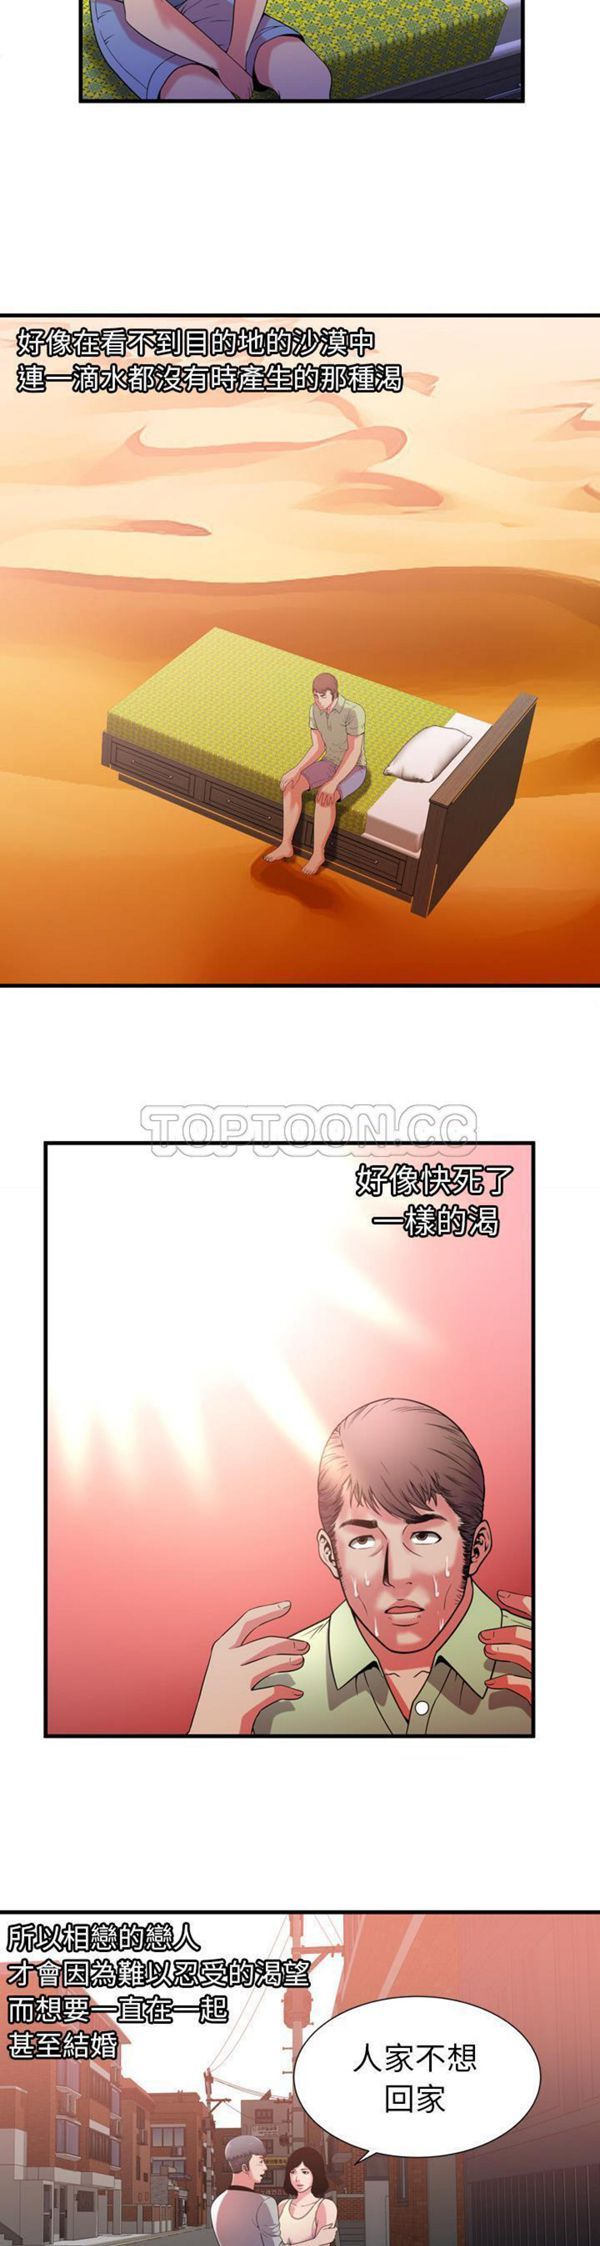 好像在看不到目的地的沙漠中
連一滴水都沒有時產生的那種渴
TOPTOON.CC
好像快死了
一樣的渴
所以相戀的戀人
才會因為難以忍受的渴望
而想要一直在一起
甚至結婚
人家不想
回家